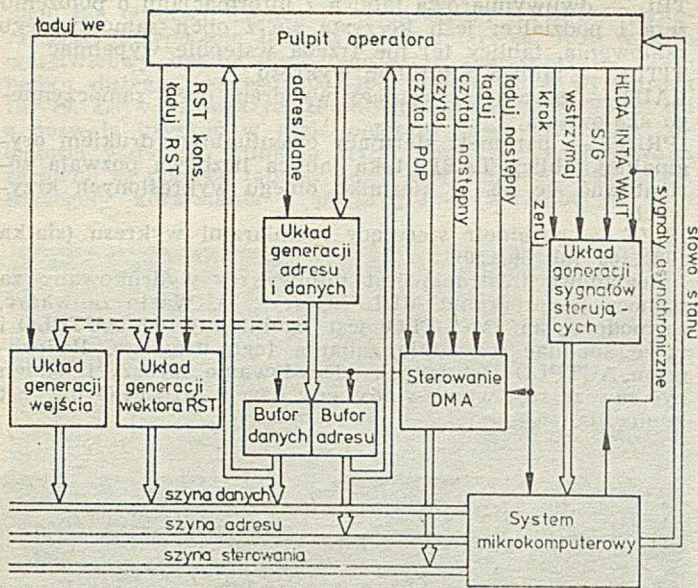 ładuj we
Pulpit operatora
ładuj RST
RST kons.
adres/dane
czytaj POP
czytaj
czytaj następny
ładuj
ładuj następny
krok
zeruj
wstrzymaj
S/G
HLDA INTA WAIT
sygnały asynchroniczne
słowo stanu
Układ
generacji
adresu
i danych
Układ
generacji
sygnałów
sterują-
cych
Układ
generacji
wejścia
Układ
generacji
wektora RST
Bufor
danych
Bufor
adresu
Sterowanie
DMA
szyna danych
szyna adresu
szyna sterowania
System
mikrokomputerowy